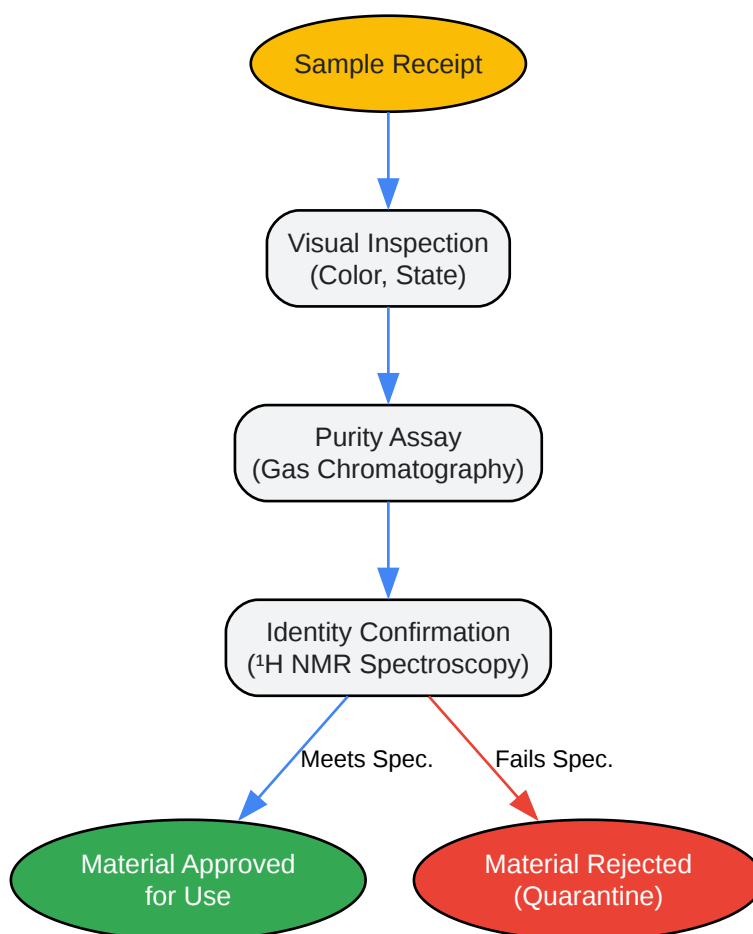 Sample Receipt
Visual Inspection
(Color, State)
Purity Assay
(Gas Chromatography)
Identity Confirmation
(¹H NMR Spectroscopy)
Meets Spec.
Fails Spec.
Material Approved
for Use
Material Rejected
(Quarantine)